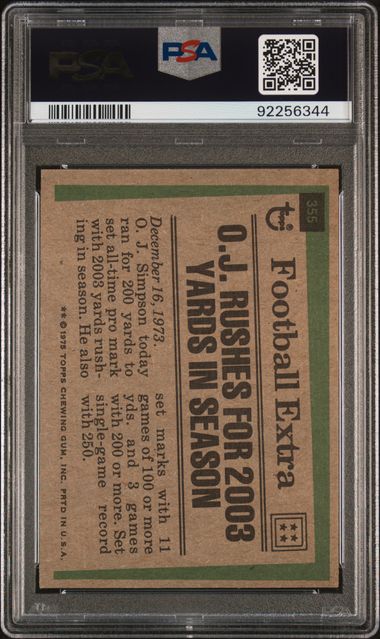 PSA
PSA
92256344
355
Topps
Football Extra
O.J. RUSHES FOR 2003
YARDS IN SEASON
December 16, 1973.
O. J. Simpson today
ran for 200 yards to
set all-time pro mark
with 2003 yards rush-
ing in season. He also
set marks with 11
games of 100 or more
yds. and 3 games
with 200 or more. Set
single-game record
with 250.
** © 1975 TOPPS CHEWING GUM, INC. PRTD IN U.S.A.